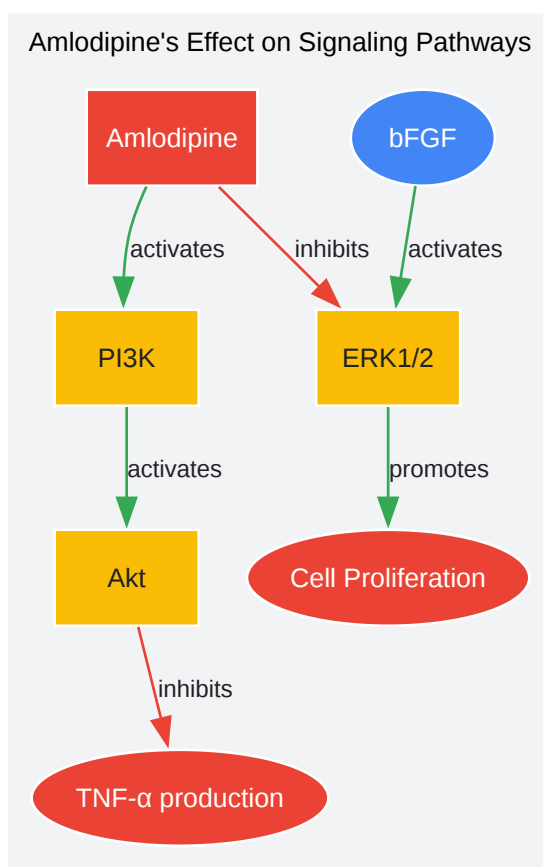 Amlodipine's Effect on Signaling Pathways
Amlodipine
bFGF
activates
inhibits
activates
PI3K
ERK1/2
activates
promotes
Akt
Cell Proliferation
inhibits
TNF-α production